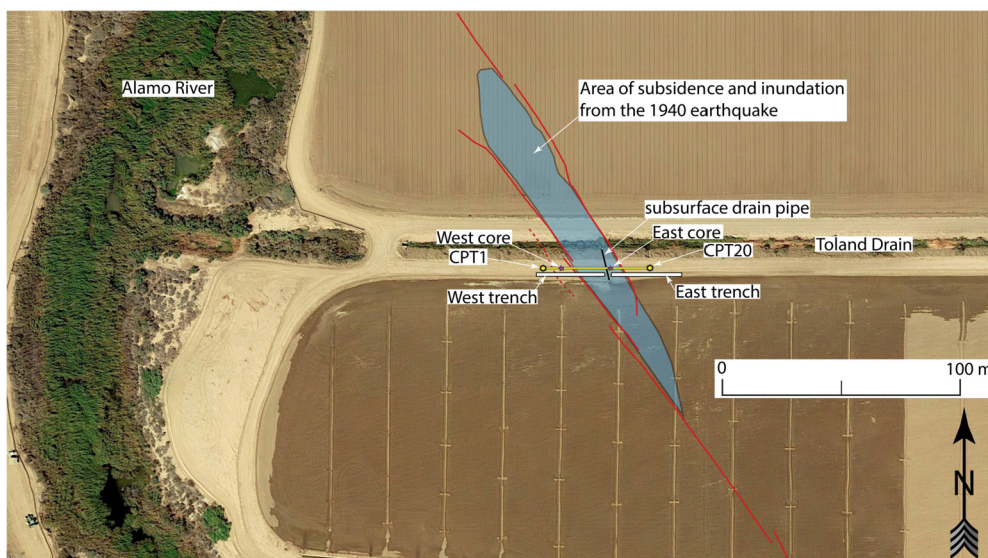 Alamo River
Area of subsidence and inundation
from the 1940 earthquake
subsurface drain pipe
West core
East core
CPT1
CPT20
Toland Drain
West trench
East trench
0
100 m
N